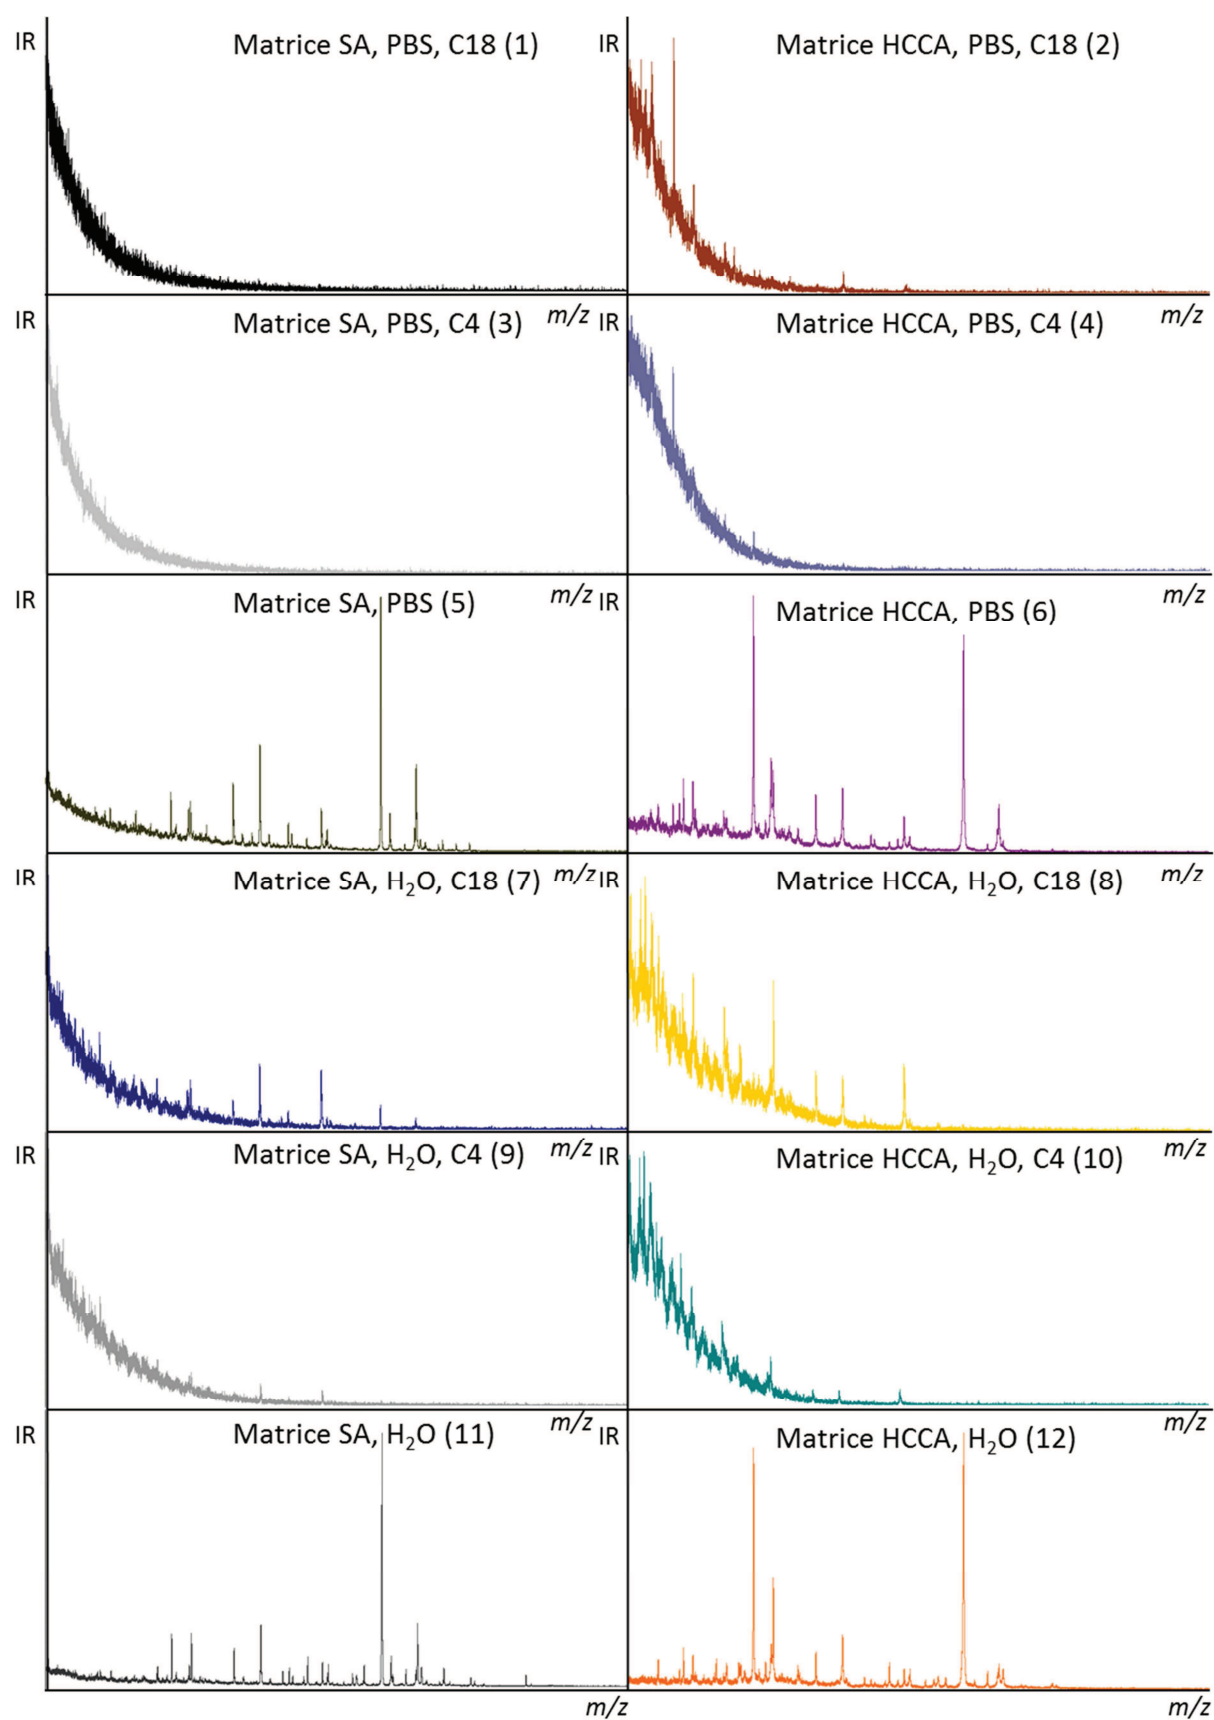 IR Matrice SA, PBS, C18 (1) IR Matrice HCCA, PBS, C18 (2)
m/z m/z
IR Matrice SA, PBS, C4 (3) IR Matrice HCCA, PBS, C4 (4)
m/z m/z
IR Matrice SA, PBS (5) IR Matrice HCCA, PBS (6)
m/z m/z
IR Matrice SA, H₂O, C18 (7) IR Matrice HCCA, H₂O, C18 (8)
m/z m/z
IR Matrice SA, H₂O, C4 (9) IR Matrice HCCA, H₂O, C4 (10)
m/z m/z
IR Matrice SA, H₂O (11) IR Matrice HCCA, H₂O (12)
m/z m/z